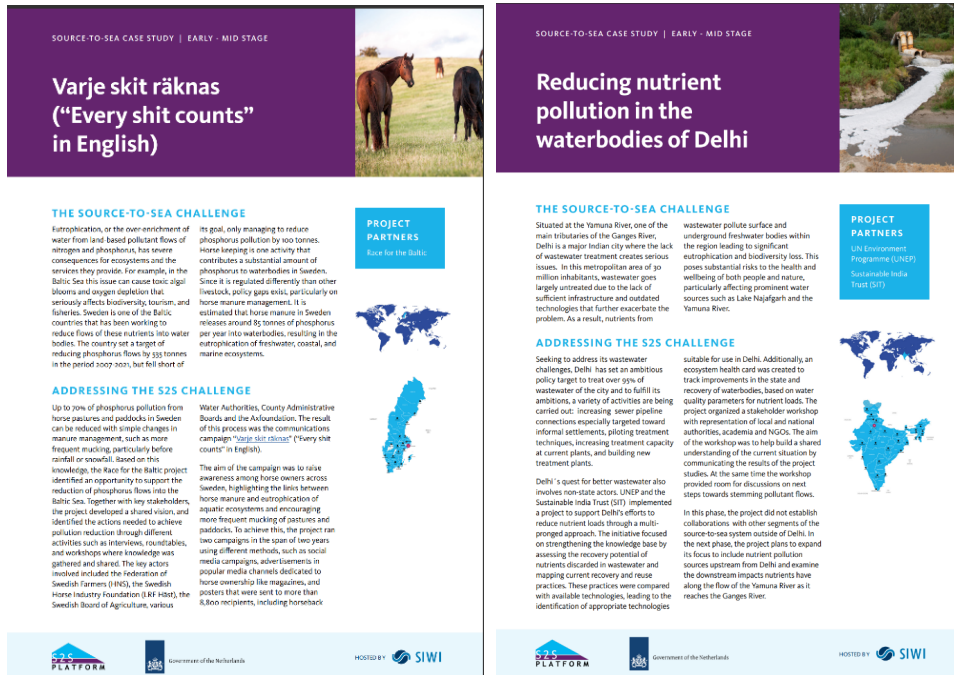 SOURCE-TO-SEA CASE STUDY | EARLY - MID STAGE
Varje skit räknas
("Every shit counts"
in English)
THE SOURCE-TO-SEA CHALLENGE
Eutrophication, or the over-enrichment of
water from land-based pollutant flows of
nitrogen and phosphorus, has severe
consequences for ecosystems and the
services they provide. For example, in the
Baltic Sea this issue can cause toxic algal
blooms and oxygen depletion that
seriously affects biodiversity, tourism, and
fisheries. Sweden is one of the Baltic
countries that has been working to
reduce flows of these nutrients into water
bodies. The country set a target of
reducing phosphorus flows by 335 tonnes
in the period 2007-2021, but fell short of
its goal, only managing to reduce
phosphorus pollution by 100 tonnes.
Horse keeping is one activity that
contributes a substantial amount of
phosphorus to waterbodies in Sweden.
Since it is regulated differently than other
livestock, policy gaps exist, particularly on
horse manure management. It is
estimated that horse manure in Sweden
releases around 85 tonnes of phosphorus
per year into waterbodies, resulting in the
eutrophication of freshwater, coastal, and
marine ecosystems.
PROJECT
PARTNERS
Race for the Baltic
ADDRESSING THE S2S CHALLENGE
Up to 70% of phosphorus pollution from
horse pastures and paddocks in Sweden
can be reduced with simple changes in
manure management, such as more
frequent mucking, particularly before
rainfall or snowfall. Based on this
knowledge, the Race for the Baltic project
identified an opportunity to support the
reduction of phosphorus flows into the
Baltic Sea. Together with key stakeholders,
the project developed a shared vision, and
identified the actions needed to achieve
pollution reduction through different
activities such as interviews, roundtables,
and workshops where knowledge was
gathered and shared. The key actors
involved included the Federation of
Swedish Farmers (HNS), the Swedish
Horse Industry Foundation (LRF Häst), the
Swedish Board of Agriculture, various
Water Authorities, County Administrative
Boards and the Axfoundation. The result
of this process was the communications
campaign "Varje skit räknas" ("Every shit
counts" in English).
The aim of the campaign was to raise
awareness among horse owners across
Sweden, highlighting the links between
horse manure and eutrophication of
aquatic ecosystems and encouraging
more frequent mucking of pastures and
paddocks. To achieve this, the project ran
two campaigns in the span of two years
using different methods, such as social
media campaigns, advertisements in
popular media channels dedicated to
horse ownership like magazines, and
posters that were sent to more than
8,800 recipients, including horseback
S2S
PLATFORM
Government of the Netherlands
HOSTED BY SIWI
SOURCE-TO-SEA CASE STUDY | EARLY - MID STAGE
Reducing nutrient
pollution in the
waterbodies of Delhi
THE SOURCE-TO-SEA CHALLENGE
Situated at the Yamuna River, one of the
main tributaries of the Ganges River,
Delhi is a major Indian city where the lack
of wastewater treatment creates serious
issues. In this metropolitan area of 30
million inhabitants, wastewater goes
largely untreated due to the lack of
sufficient infrastructure and outdated
technologies that further exacerbate the
problem. As a result, nutrients from
wastewater pollute surface and
underground freshwater bodies within
the region leading to significant
eutrophication and biodiversity loss. This
poses substantial risks to the health and
wellbeing of both people and nature,
particularly affecting prominent water
sources such as Lake Najafgarh and the
Yamuna River.
PROJECT
PARTNERS
UN Environment
Programme (UNEP)
Sustainable India
Trust (SIT)
ADDRESSING THE S2S CHALLENGE
Seeking to address its wastewater
challenges, Delhi has set an ambitious
policy target to treat over 95% of
wastewater of the city and to fulfill its
ambitions, a variety of activities are being
carried out: increasing sewer pipeline
connections especially targeted toward
informal settlements, piloting treatment
techniques, increasing treatment capacity
at current plants, and building new
treatment plants.
Delhi´s quest for better wastewater also
involves non-state actors. UNEP and the
Sustainable India Trust (SIT) implemented
a project to support Delhi's efforts to
reduce nutrient loads through a multi-
pronged approach. The initiative focused
on strengthening the knowledge base by
assessing the recovery potential of
nutrients discarded in wastewater and
mapping current recovery and reuse
practices. These practices were compared
with available technologies, leading to the
identification of appropriate technologies
suitable for use in Delhi. Additionally, an
ecosystem health card was created to
track improvements in the state and
recovery of waterbodies, based on water
quality parameters for nutrient loads. The
project organized a stakeholder workshop
with representation of local and national
authorities, academia and NGOs. The aim
of the workshop was to help build a shared
understanding of the current situation by
communicating the results of the project
studies. At the same time the workshop
provided room for discussions on next
steps towards stemming pollutant flows.
In this phase, the project did not establish
collaborations with other segments of the
source-to-sea system outside of Delhi. In
the next phase, the project plans to expand
its focus to include nutrient pollution
sources upstream from Delhi and examine
the downstream impacts nutrients have
along the flow of the Yamuna River as it
reaches the Ganges River.
S2S
PLATFORM
Government of the Netherlands
HOSTED BY SIWI